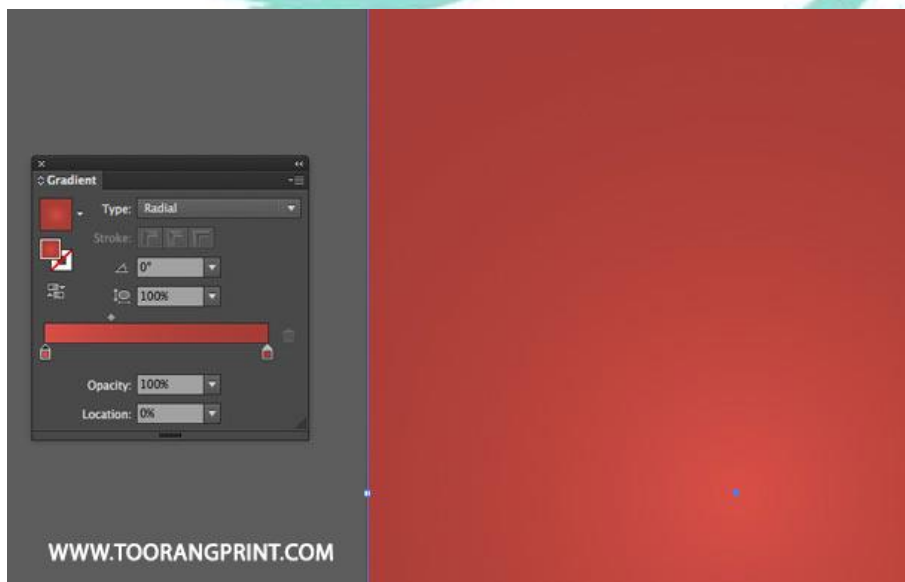 Gradient
Type: Radial
Stroke:
0°
100%
Opacity: 100%
Location: 0%
WWW.TOORANGPRINT.COM